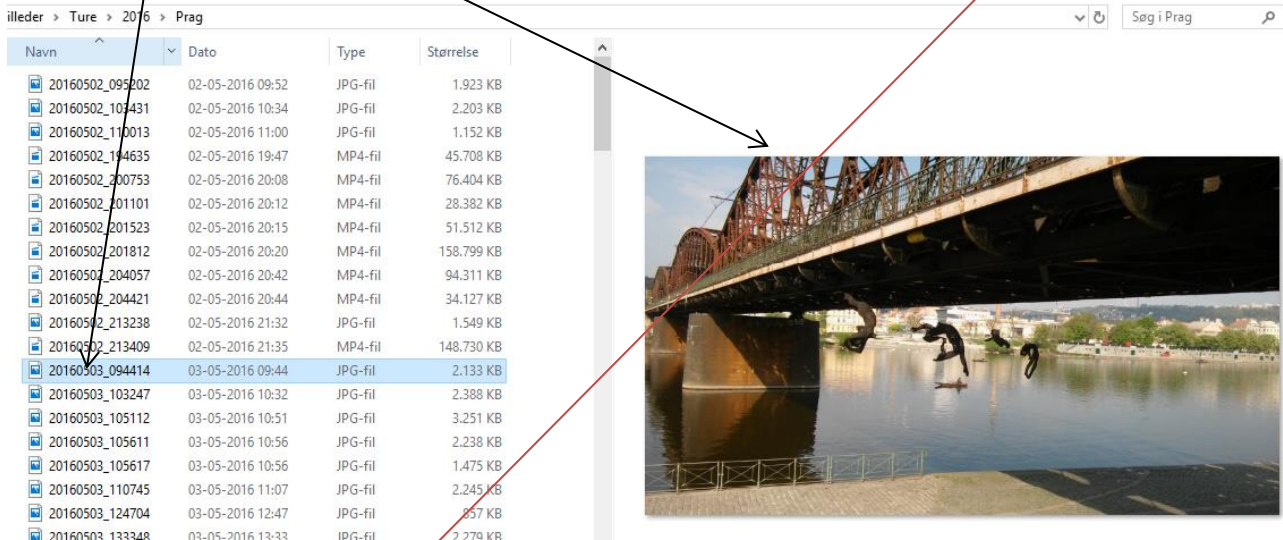 illeder > Ture > 2016 > Prag
Søg i Prag
Navn Dato Type Størrelse
20160502_095202 02-05-2016 09:52 JPG-fil 1.923 KB
20160502_103431 02-05-2016 10:34 JPG-fil 2.203 KB
20160502_110013 02-05-2016 11:00 JPG-fil 1.152 KB
20160502_194635 02-05-2016 19:47 MP4-fil 45.708 KB
20160502_200753 02-05-2016 20:08 MP4-fil 76.404 KB
20160502_201101 02-05-2016 20:12 MP4-fil 28.382 KB
20160502_201523 02-05-2016 20:15 MP4-fil 51.512 KB
20160502_201812 02-05-2016 20:20 MP4-fil 158.799 KB
20160502_204057 02-05-2016 20:42 MP4-fil 94.311 KB
20160502_204421 02-05-2016 20:44 MP4-fil 34.127 KB
20160502_213238 02-05-2016 21:32 JPG-fil 1.549 KB
20160502_213409 02-05-2016 21:35 MP4-fil 148.730 KB
20160503_094414 03-05-2016 09:44 JPG-fil 2.133 KB
20160503_103247 03-05-2016 10:32 JPG-fil 2.388 KB
20160503_105112 03-05-2016 10:51 JPG-fil 3.251 KB
20160503_105611 03-05-2016 10:56 JPG-fil 2.238 KB
20160503_105617 03-05-2016 10:56 JPG-fil 1.475 KB
20160503_110745 03-05-2016 11:07 JPG-fil 2.245 KB
20160503_124704 03-05-2016 12:47 JPG-fil 857 KB
20160503_133348 03-05-2016 13:33 JPG-fil 2.279 KB